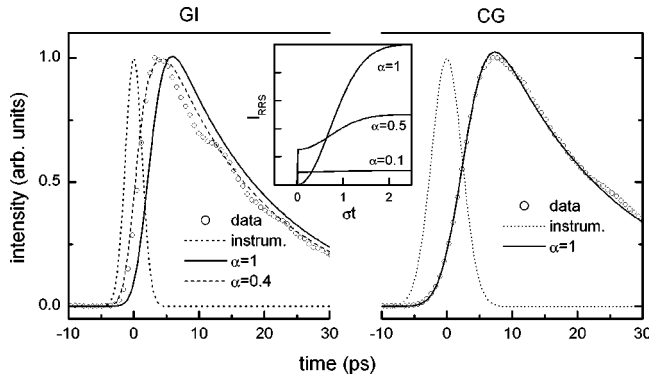 GI
CG
intensity (arb. units)
1.0
0.5
0.0
data
instrum.
α=1
α=0.4
-10
0
10
20
30
I_RRS
α=1
α=0.5
α=0.1
0
1
2
σt
data
instrum.
α=1
-10
0
10
20
30
time (ps)